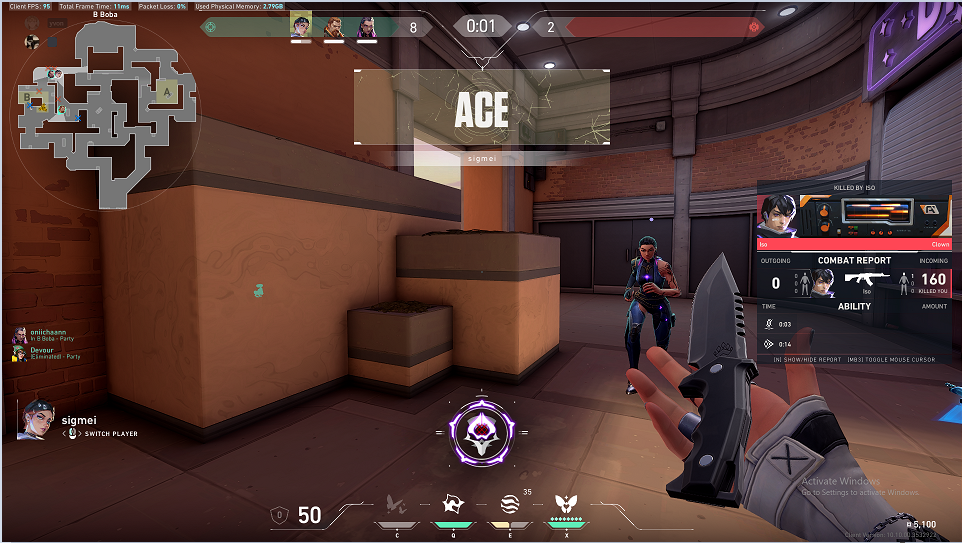 Client FPS: 95 Total Frame Time: 11ms Packet Loss: 0% Used Physical Memory: 2.79GB
B Boba
8 0:01 2
B
A
ACE
sigmei
KILLED BY ISO
Iso Clown
OUTGOING COMBAT REPORT INCOMING
0 Iso 160
KILLED YOU
TIME ABILITY AMOUNT
0:03
0:14
[N] SHOW/HIDE REPORT [MB3] TOGGLE MOUSE CURSOR
oniichaann
In B Boba - Party
Devour
[Eliminated] - Party
sigmei
SWITCH PLAYER
Activate Windows
Go to Settings to activate Windows.
35
0 50
C Q E X
5,100